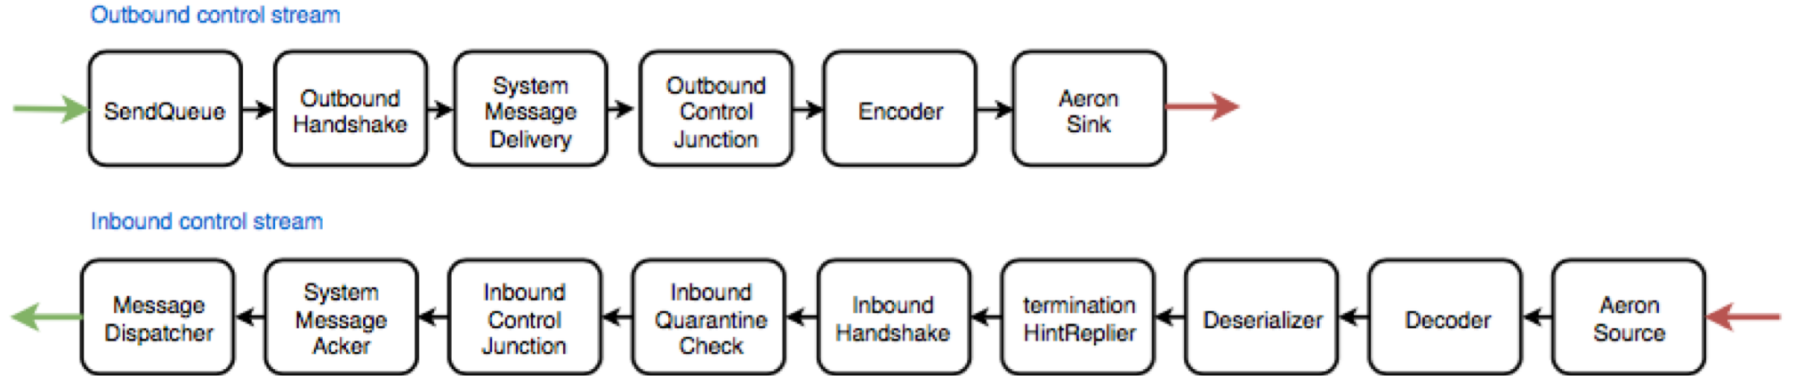 Outbound control stream
SendQueue
Outbound
Handshake
System
Message
Delivery
Outbound
Control
Junction
Encoder
Aeron
Sink
Inbound control stream
Message
Dispatcher
System
Message
Acker
Inbound
Control
Junction
Inbound
Quarantine
Check
Inbound
Handshake
termination
HintReplier
Deserializer
Decoder
Aeron
Source